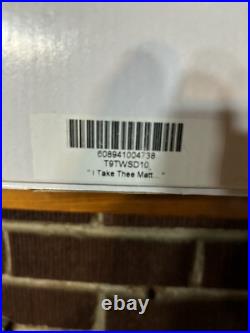 608941004738
T9TWSD10
" I Take Thee Matt..."